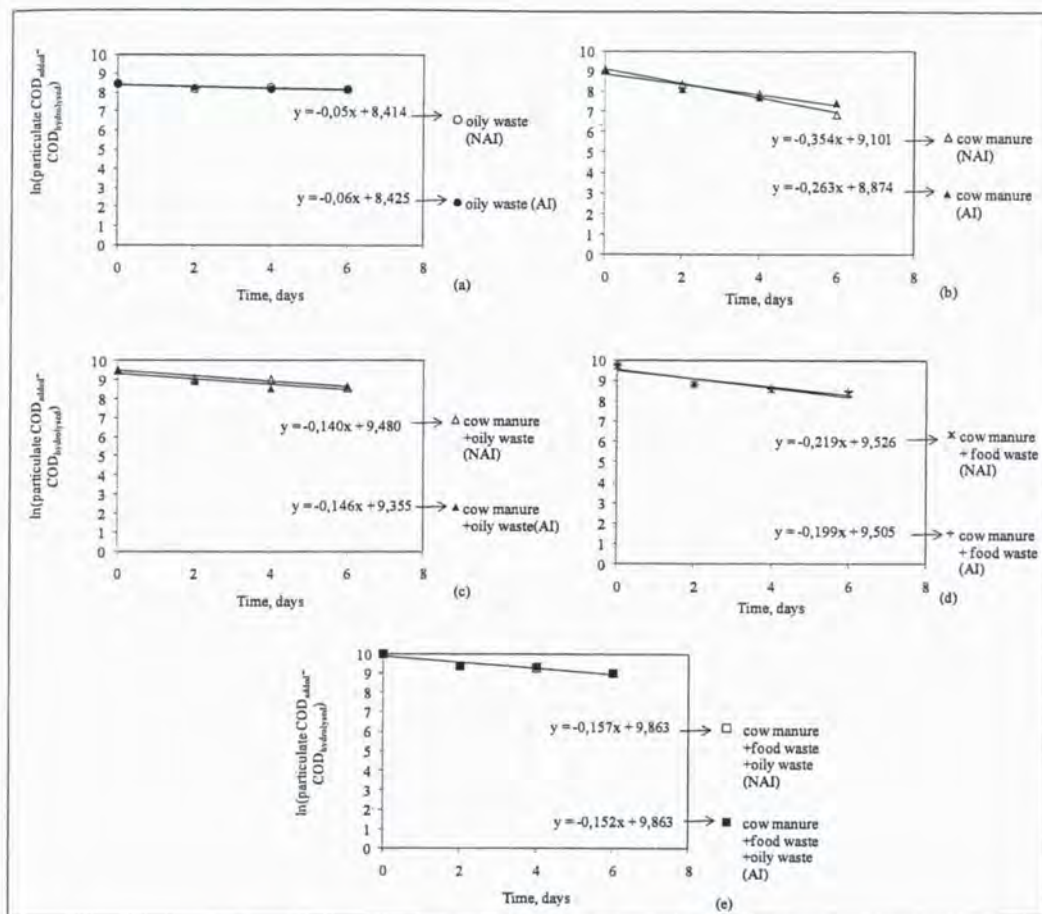 ln(particulate COD_added-
COD_hydrolyzed)
10
9
8
7
6
5
4
3
2
1
0
y = -0,05x + 8,414
oily waste
(NAI)
y = -0,06x + 8,425
oily waste (AI)
0 2 4 6 8
Time, days
(a)
10
9
8
7
6
5
4
3
2
1
0
y = -0,354x + 9,101
cow manure
(NAI)
y = -0,263x + 8,874
cow manure
(AI)
0 2 4 6 8
Time, days
(b)
ln(particulate COD_added-
COD_hydrolyzed)
10
9
8
7
6
5
4
3
2
1
0
y = -0,140x + 9,480
cow manure
+oily waste
(NAI)
y = -0,146x + 9,355
cow manure
+oily waste(AI)
0 2 4 6 8
Time, days
(c)
10
9
8
7
6
5
4
3
2
1
0
y = -0,219x + 9,526
cow manure
+ food waste
(NAI)
y = -0,199x + 9,505
cow manure
+ food waste
(AI)
0 2 4 6 8
Time, days
(d)
ln(particulate COD_added-
COD_hydrolyzed)
10
9
8
7
6
5
4
3
2
1
0
y = -0,157x + 9,863
cow manure
+food waste
+oily waste
(NAI)
y = -0,152x + 9,863
cow manure
+food waste
+oily waste
(AI)
0 2 4 6 8
Time, days
(e)